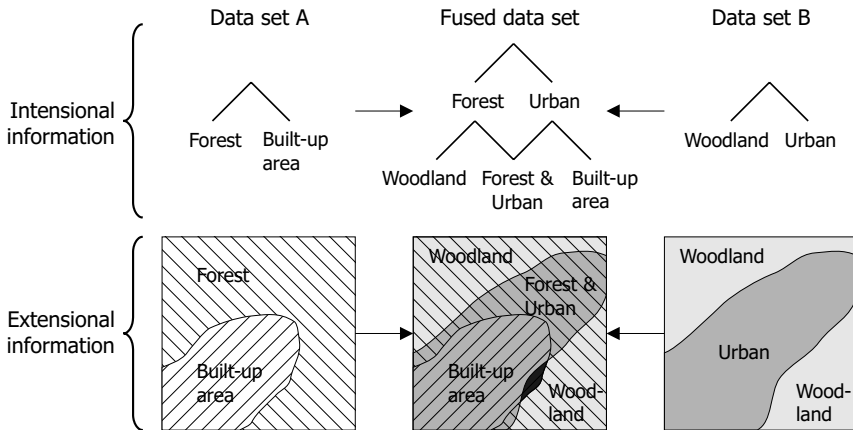 Data set A
Fused data set
Data set B
Intensional
information
Forest
Built-up
area
Forest
Urban
Woodland
Forest &
Urban
Built-up
area
Woodland
Urban
Extensional
information
Forest
Built-up
area
Woodland
Forest &
Urban
Built-up
area
Wood-
land
Woodland
Urban
Wood-
land